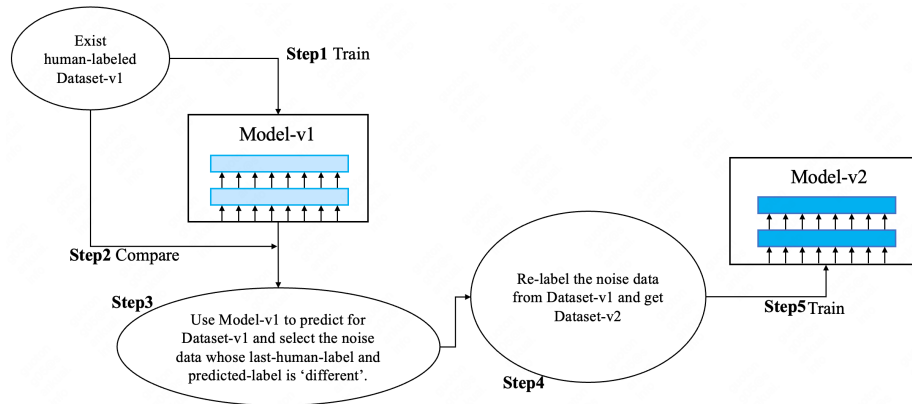 Exist
human-labeled
Dataset-v1
Step1 Train
Model-v1
Step2 Compare
Step3
Use Model-v1 to predict for
Dataset-v1 and select the noise
data whose last-human-label and
predicted-label is ‘different’.
Re-label the noise data
from Dataset-v1 and get
Dataset-v2
Step4
Model-v2
Step5 Train